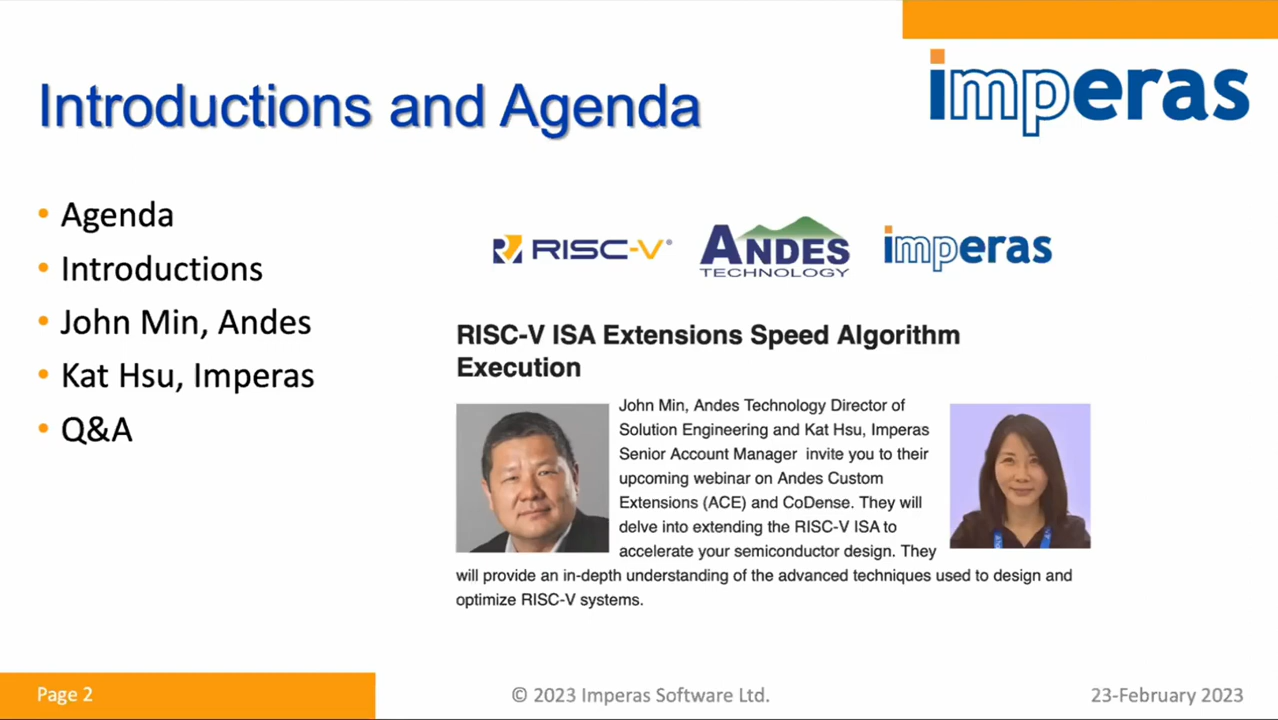 imperas
Introductions and Agenda
• Agenda
• Introductions
• John Min, Andes
• Kat Hsu, Imperas
• Q&A
RISC-V®
ANDES
TECHNOLOGY
imperas
RISC-V ISA Extensions Speed Algorithm
Execution
John Min, Andes Technology Director of
Solution Engineering and Kat Hsu, Imperas
Senior Account Manager invite you to their
upcoming webinar on Andes Custom
Extensions (ACE) and CoDense. They will
delve into extending the RISC-V ISA to
accelerate your semiconductor design. They
will provide an in-depth understanding of the advanced techniques used to design and
optimize RISC-V systems.
Page 2
© 2023 Imperas Software Ltd.
23-February 2023